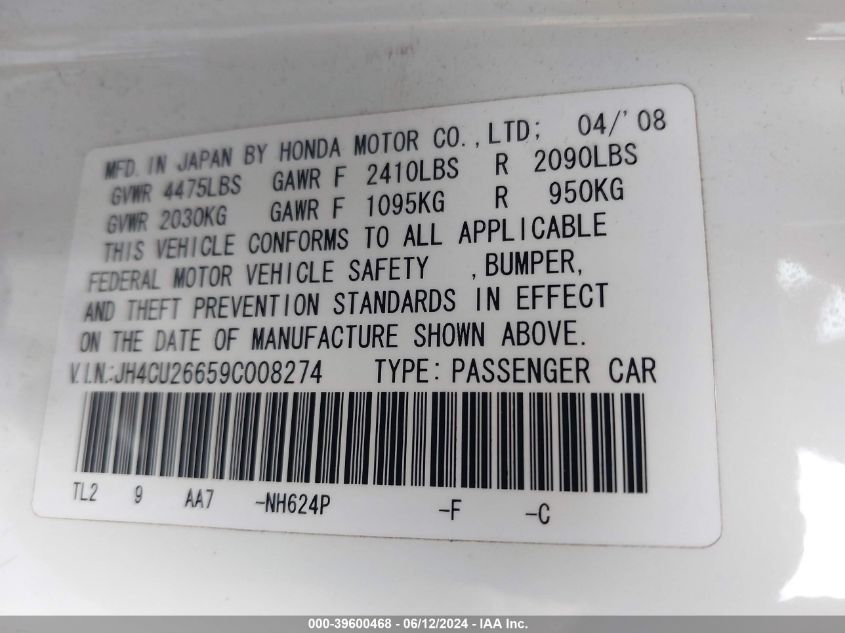 MFD. IN JAPAN BY HONDA MOTOR CO., LTD; 04/'08
GVWR 4475LBS GAWR F 2410LBS R 2090LBS
GVWR 2030KG GAWR F 1095KG R 950KG
THIS VEHICLE CONFORMS TO ALL APPLICABLE
FEDERAL MOTOR VEHICLE SAFETY , BUMPER,
AND THEFT PREVENTION STANDARDS IN EFFECT
ON THE DATE OF MANUFACTURE SHOWN ABOVE.
V.I.N.:JH4CU26659C008274 TYPE: PASSENGER CAR
TL2 9 AA7 -NH624P -F -C
000-39600468 - 06/12/2024 - IAA Inc.